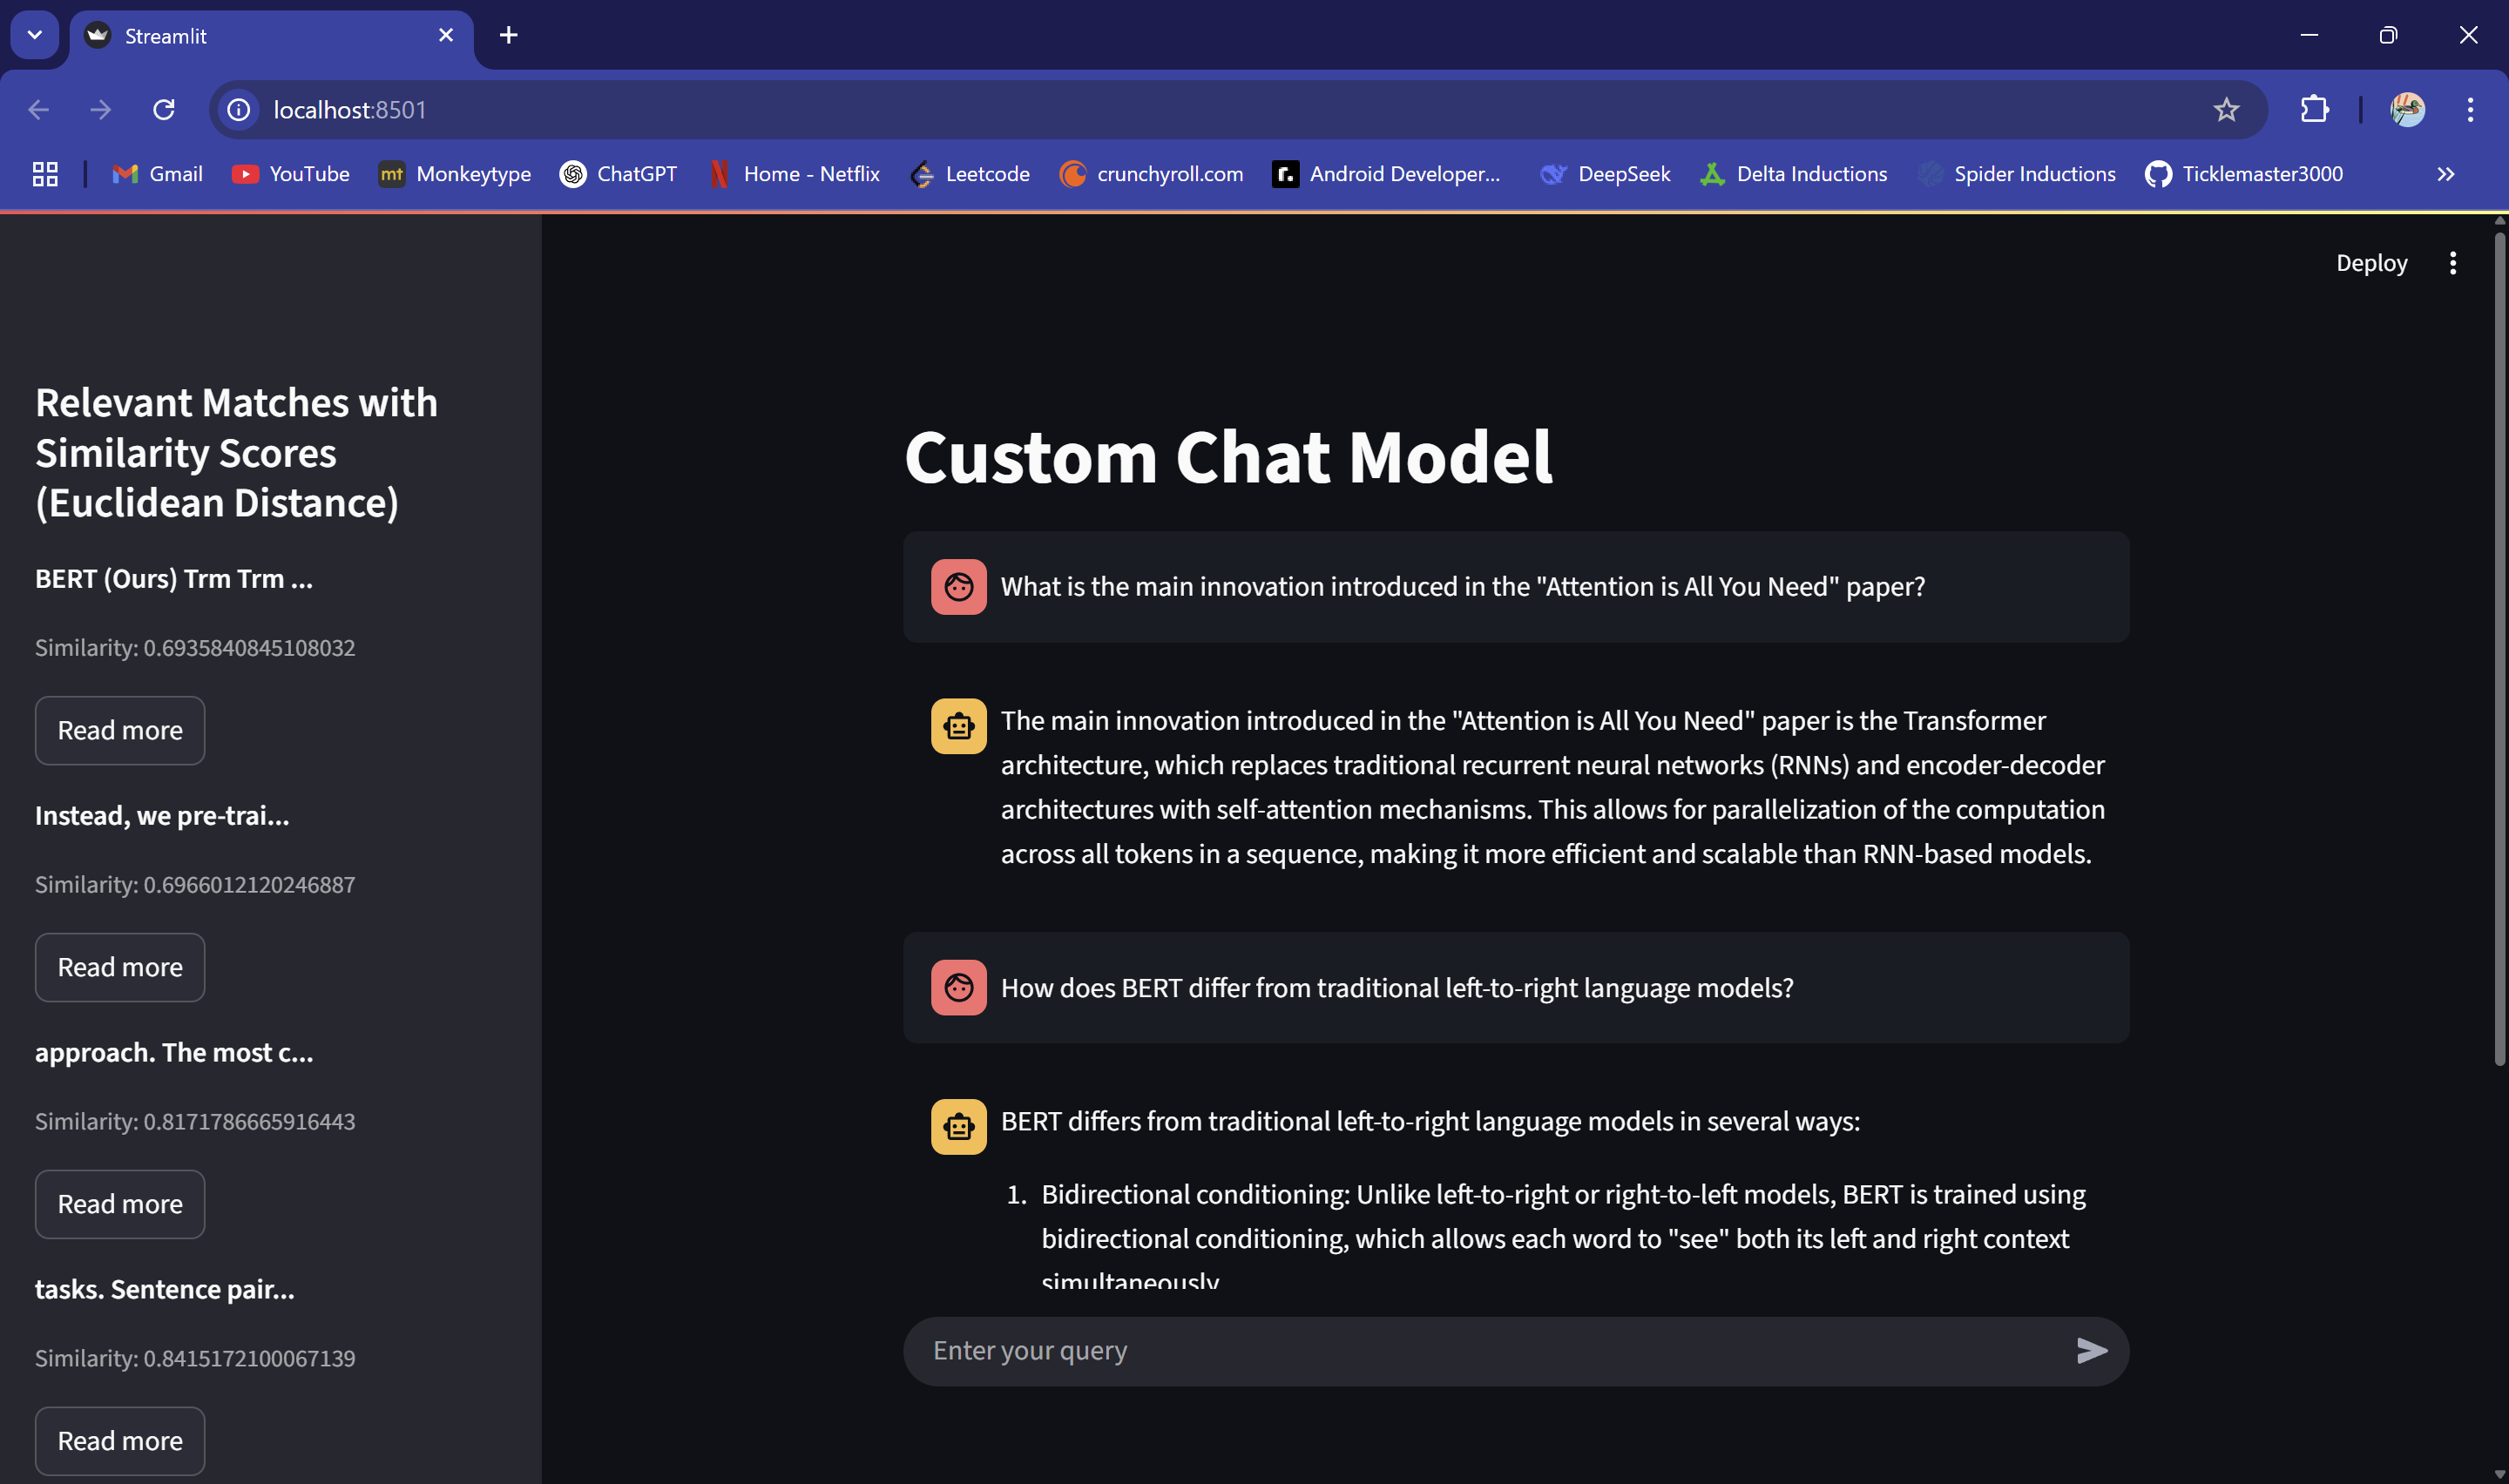 Streamlit
localhost:8501
Gmail YouTube mt Monkeytype ChatGPT Home - Netflix Leetcode crunchyroll.com r. Android Developer... DeepSeek Delta Inductions Spider Inductions Ticklemaster3000
Deploy
Relevant Matches with
Similarity Scores
(Euclidean Distance)
BERT (Ours) Trm Trm ...
Similarity: 0.6935840845108032
Read more
Instead, we pre-trai...
Similarity: 0.6966012120246887
Read more
approach. The most c...
Similarity: 0.8171786665916443
Read more
tasks. Sentence pair...
Similarity: 0.8415172100067139
Read more
Custom Chat Model
What is the main innovation introduced in the "Attention is All You Need" paper?
The main innovation introduced in the "Attention is All You Need" paper is the Transformer
architecture, which replaces traditional recurrent neural networks (RNNs) and encoder-decoder
architectures with self-attention mechanisms. This allows for parallelization of the computation
across all tokens in a sequence, making it more efficient and scalable than RNN-based models.
How does BERT differ from traditional left-to-right language models?
BERT differs from traditional left-to-right language models in several ways:
1. Bidirectional conditioning: Unlike left-to-right or right-to-left models, BERT is trained using
bidirectional conditioning, which allows each word to "see" both its left and right context
simultaneously
Enter your query